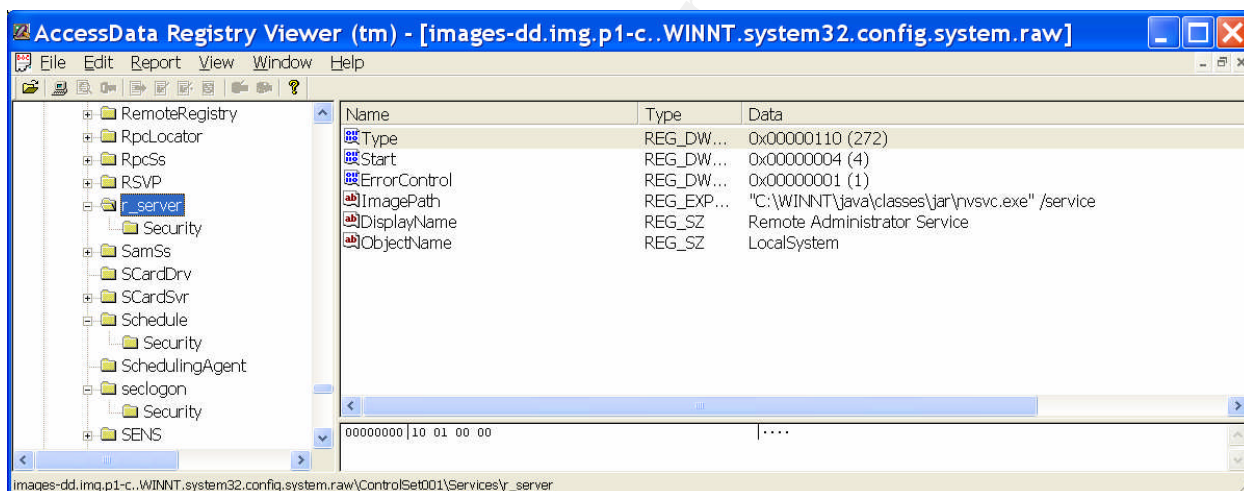 AccessData Registry Viewer (tm) - [images-dd.img.p1-c..WINNT.system32.config.system.raw]
File Edit Report View Window Help
RemoteRegistry
RpcLocator
RpcSs
RSVP
r_server
Security
SamSs
SCardDrv
SCardSvr
Schedule
Security
SchedulingAgent
seclogon
Security
SENS
Name Type Data
Type REG_DW... 0x00000110 (272)
Start REG_DW... 0x00000004 (4)
ErrorControl REG_DW... 0x00000001 (1)
ImagePath REG_EXP... "C:\WINNT\java\classes\jar\nvsvc.exe" /service
DisplayName REG_SZ Remote Administrator Service
ObjectName REG_SZ LocalSystem
00000000 10 01 00 00 ....
images-dd.img.p1-c..WINNT.system32.config.system.raw\ControlSet001\Services\r_server